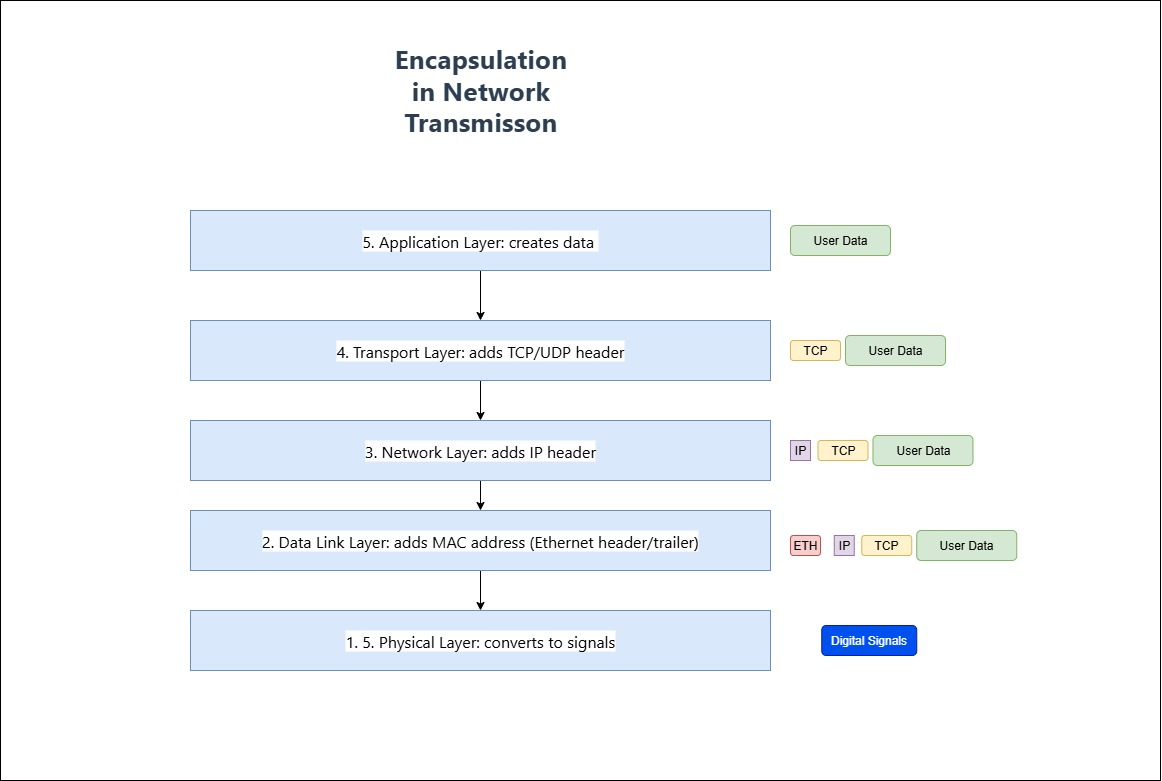 Encapsulation
in Network
Transmisson
5. Application Layer: creates data
User Data
4. Transport Layer: adds TCP/UDP header
TCP
User Data
3. Network Layer: adds IP header
IP
TCP
User Data
2. Data Link Layer: adds MAC address (Ethernet header/trailer)
ETH
IP
TCP
User Data
1. 5. Physical Layer: converts to signals
Digital Signals